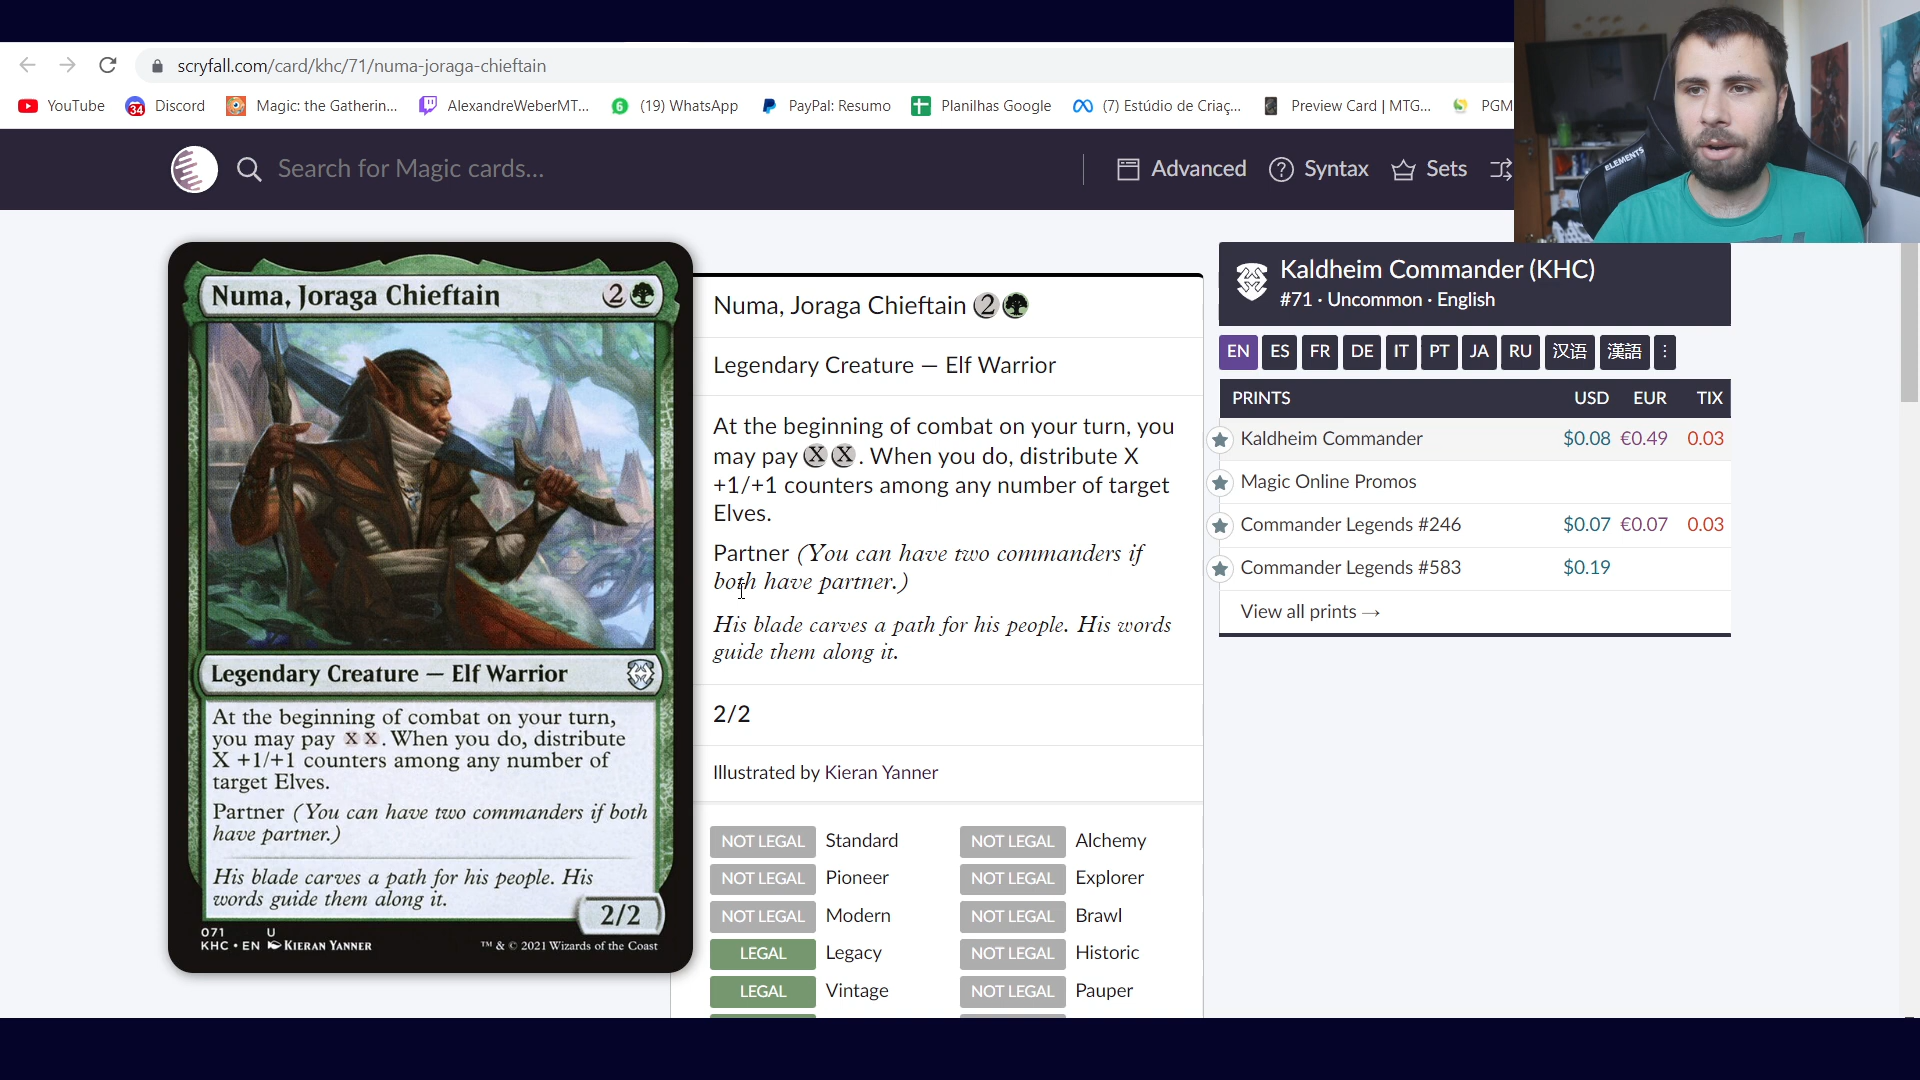 scryfall.com/card/khc/71/numa-joraga-chieftain
YouTube
34
Discord
Magic: the Gatherin...
AlexandreWeberMT...
6
(19) WhatsApp
PayPal: Resumo
Planilhas Google
(7) Estúdio de Criaç...
Preview Card | MTG...
PGM
ELEMENTS
Search for Magic cards...
Advanced
Syntax
Sets
Numa, Joraga Chieftain 2
Legendary Creature — Elf Warrior
At the beginning of combat on your turn,
you may pay X X. When you do, distribute
X +1/+1 counters among any number of
target Elves.
Partner (You can have two commanders if both
have partner.)
His blade carves a path for his people. His
words guide them along it.
2/2
071 U
KHC • EN KIERAN YANNER
™ & © 2021 Wizards of the Coast
Numa, Joraga Chieftain 2
Legendary Creature — Elf Warrior
At the beginning of combat on your turn, you
may pay X X. When you do, distribute X
+1/+1 counters among any number of target
Elves.
Partner (You can have two commanders if
both have partner.)
His blade carves a path for his people. His words
guide them along it.
2/2
Illustrated by Kieran Yanner
NOT LEGAL Standard NOT LEGAL Alchemy
NOT LEGAL Pioneer NOT LEGAL Explorer
NOT LEGAL Modern NOT LEGAL Brawl
LEGAL Legacy NOT LEGAL Historic
LEGAL Vintage NOT LEGAL Pauper
Kaldheim Commander (KHC)
#71 · Uncommon · English
EN ES FR DE IT PT JA RU 汉语 漢語
PRINTS USD EUR TIX
Kaldheim Commander $0.08 €0.49 0.03
Magic Online Promos
Commander Legends #246 $0.07 €0.07 0.03
Commander Legends #583 $0.19
View all prints →